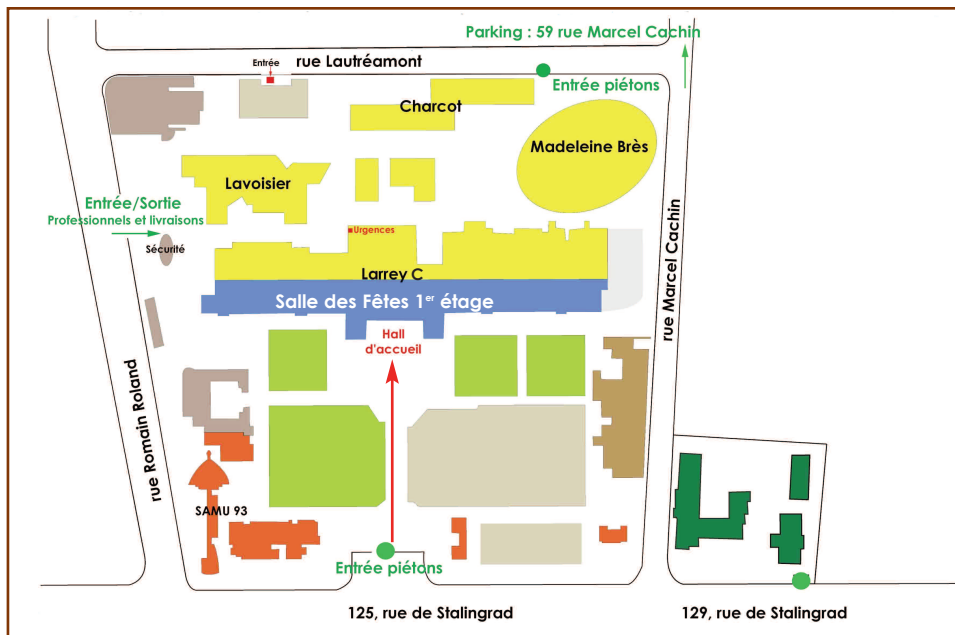 Parking : 59 rue Marcel Cachin
Entrée
rue Lautréamont
Entrée piétons
Charcot
Madeleine Brès
Lavoisier
Entrée/Sortie
Professionnels et livraisons
Sécurité
Urgences
Larrey C
Salle des Fêtes 1er étage
Hall
d'accueil
rue Marcel Cachin
rue Romain Roland
SAMU 93
Entrée piétons
125, rue de Stalingrad
129, rue de Stalingrad